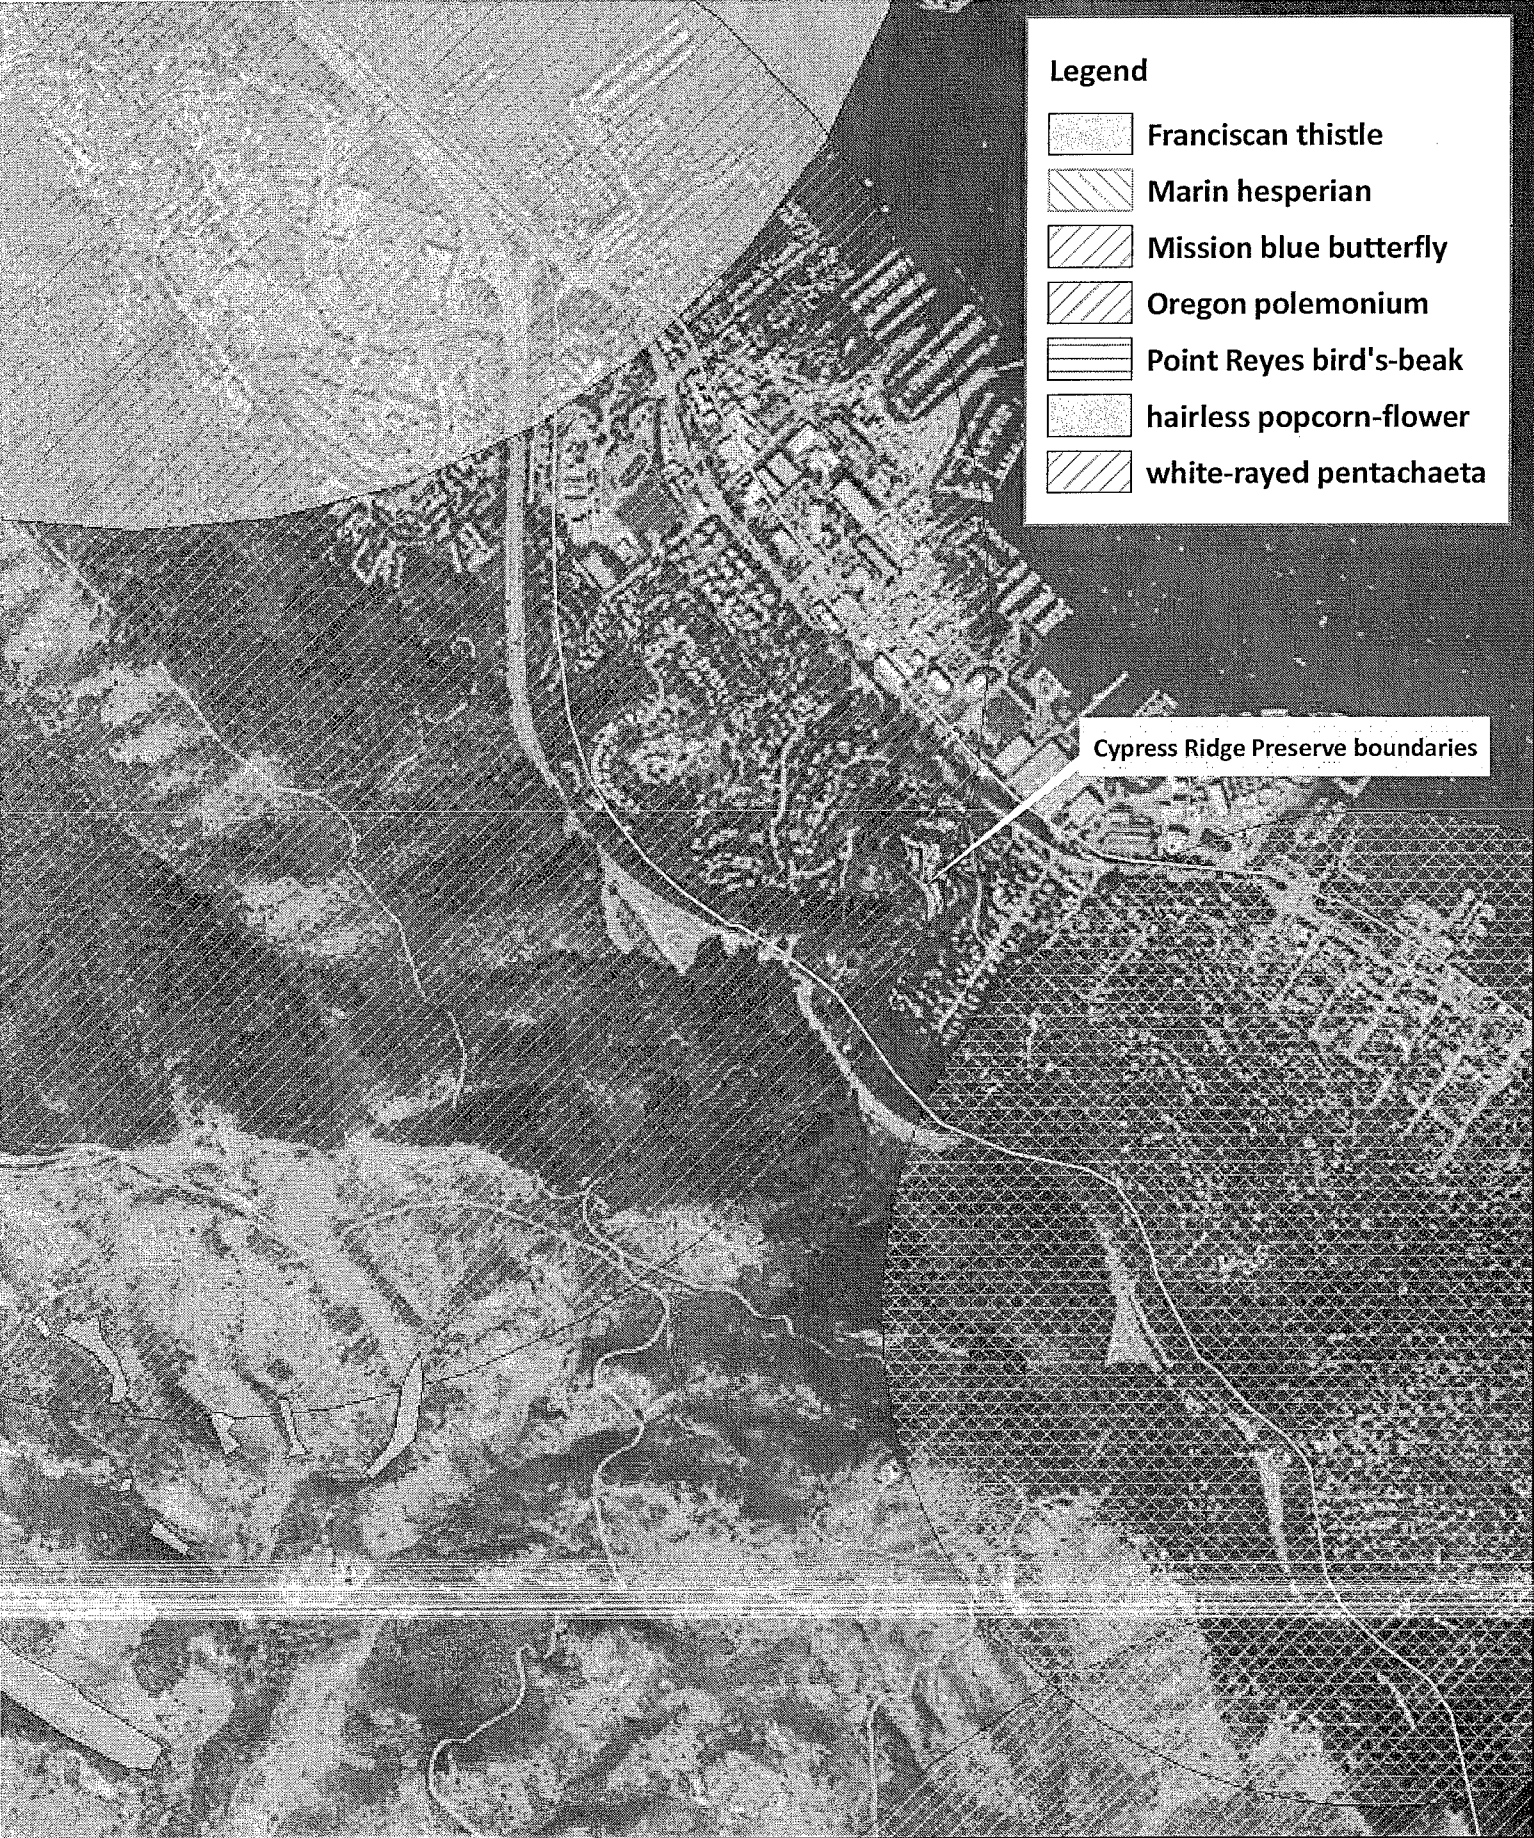 Legend
Franciscan thistle
Marin hesperian
Mission blue butterfly
Oregon polemonium
Point Reyes bird's-beak
hairless popcorn-flower
white-rayed pentachaeta
Cypress Ridge Preserve boundaries